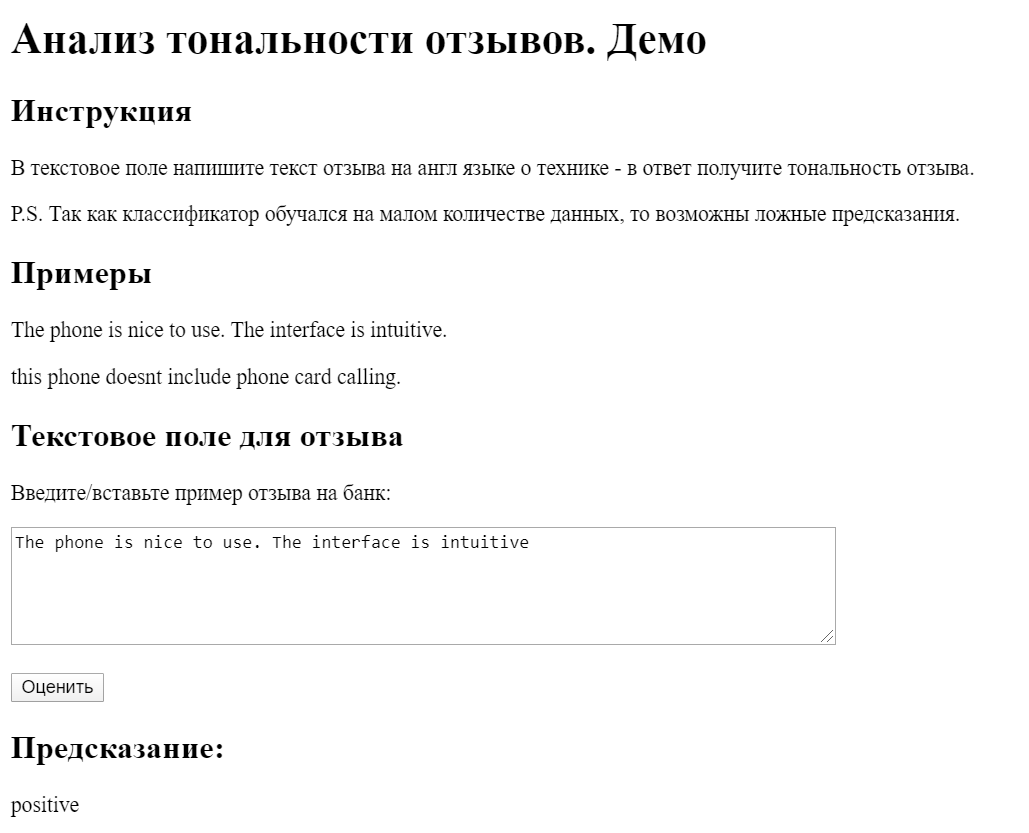 Анализ тональности отзывов. Демо
Инструкция
В текстовое поле напишите текст отзыва на англ языке о технике - в ответ получите тональность отзыва.
P.S. Так как классификатор обучался на малом количестве данных, то возможны ложные предсказания.
Примеры
The phone is nice to use. The interface is intuitive.
this phone doesnt include phone card calling.
Текстовое поле для отзыва
Введите/вставьте пример отзыва на банк:
The phone is nice to use. The interface is intuitive
Оценить
Предсказание:
positive